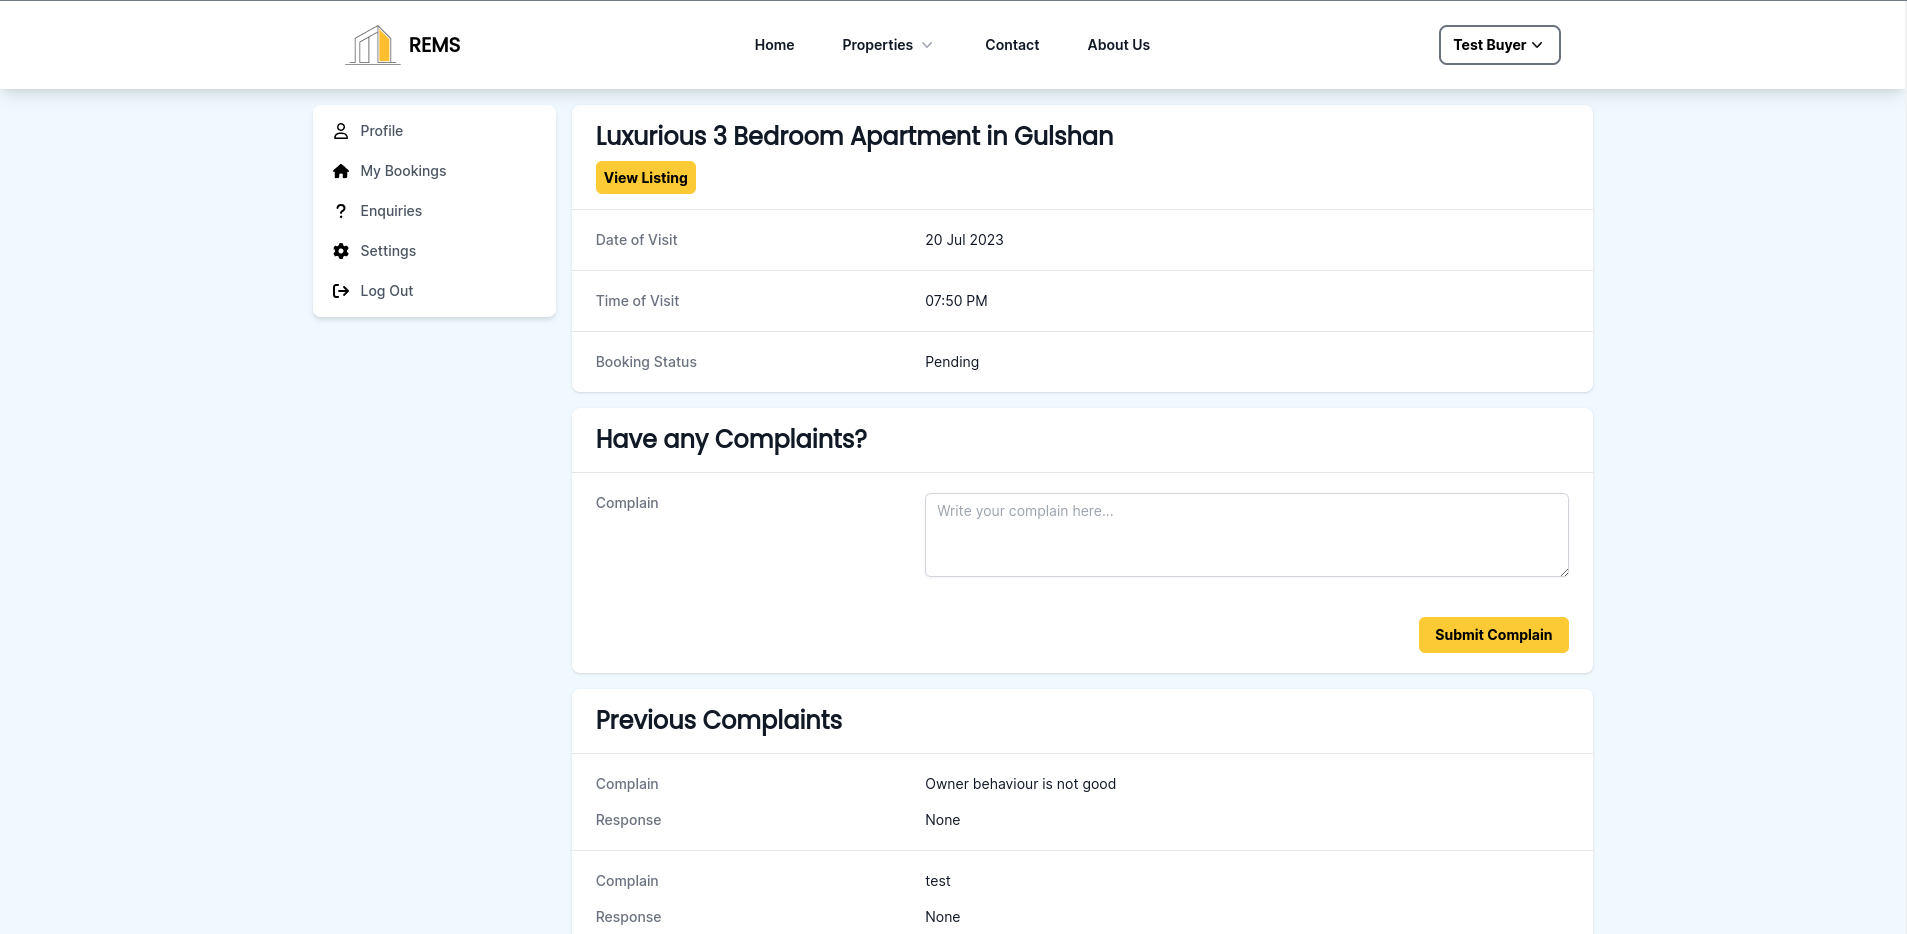 REMS
Home
Properties
Contact
About Us
Test Buyer
Profile
My Bookings
Enquiries
Settings
Log Out
Luxurious 3 Bedroom Apartment in Gulshan
View Listing
Date of Visit
20 Jul 2023
Time of Visit
07:50 PM
Booking Status
Pending
Have any Complaints?
Complain
Write your complain here...
Submit Complain
Previous Complaints
Complain
Owner behaviour is not good
Response
None
Complain
test
Response
None